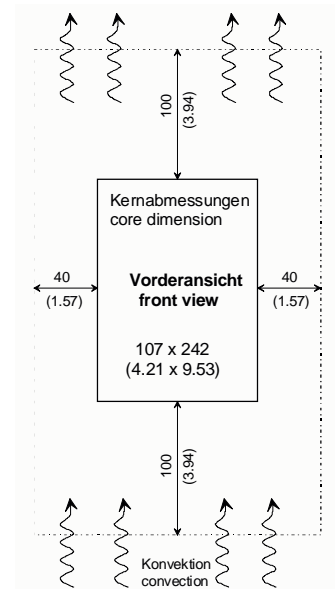 100
(3.94)
Kernabmessungen
core dimension
40
(1.57)
Vorderansicht
front view
40
(1.57)
107 x 242
(4.21 x 9.53)
100
(3.94)
Konvektion
convection